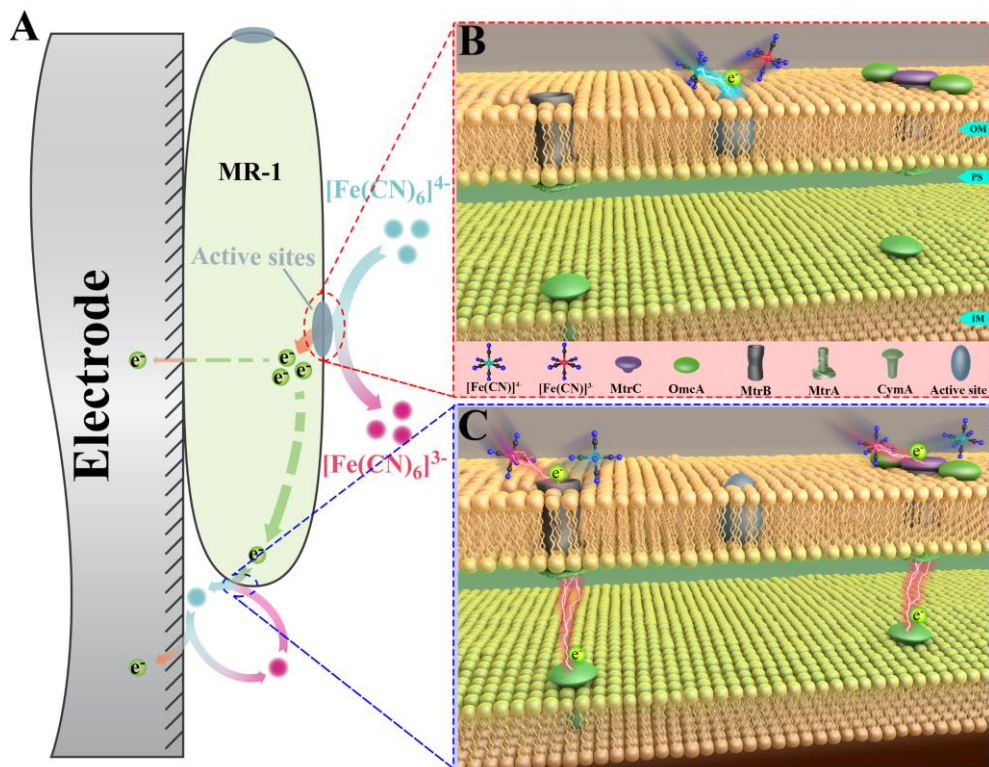 A
Electrode
MR-1
Active sites
[Fe(CN)₆]⁴⁻
[Fe(CN)₆]³⁻
e⁻
e⁻
e⁻
e⁻
e⁻
e⁻
B
e⁻
OM
PS
IM
[Fe(CN)]⁴
[Fe(CN)]³
MtrC
OmcA
MtrB
MtrA
CymA
Active site
C
e⁻
e⁻
e⁻
e⁻
e⁻